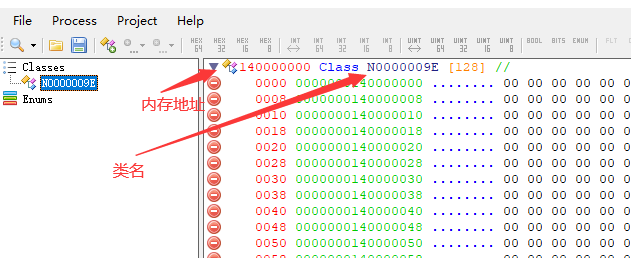 File Process Project Help
HEX 64 HEX 32 HEX 16 HEX 8 INT 64 INT 32 INT 16 INT 8 UINT 64 UINT 32 UINT 16 UINT 8 BOOL BITS ENUM FLT
Classes
N0000009E
Enums
140000000 Class N0000009E [128] //
0000 0000000140000000 ........ 00 00 00 00 00 00
0008 0000000140000008 ........ 00 00 00 00 00 00
0010 0000000140000010 ........ 00 00 00 00 00 00
0018 0000000140000018 ........ 00 00 00 00 00 00
0020 0000000140000020 ........ 00 00 00 00 00 00
0028 0000000140000028 ........ 00 00 00 00 00 00
0030 0000000140000030 ........ 00 00 00 00 00 00
0038 0000000140000038 ........ 00 00 00 00 00 00
0040 0000000140000040 ........ 00 00 00 00 00 00
0048 0000000140000048 ........ 00 00 00 00 00 00
0050 0000000140000050 ........ 00 00 00 00 00 00
内存地址
类名